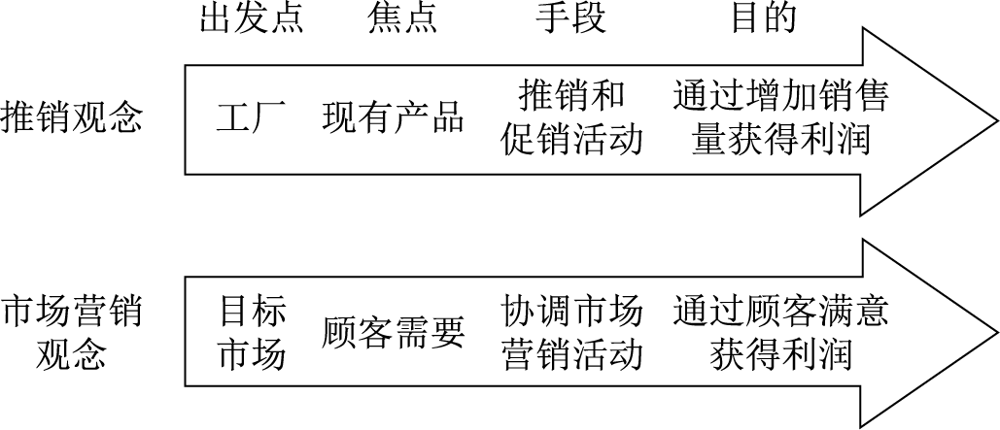 出发点 焦点 手段 目的
推销观念 工厂 现有产品 推销和 促销活动 通过增加销售 量获得利润
市场营销 观念 目标 市场 顾客需要 协调市场 营销活动 通过顾客满意 获得利润